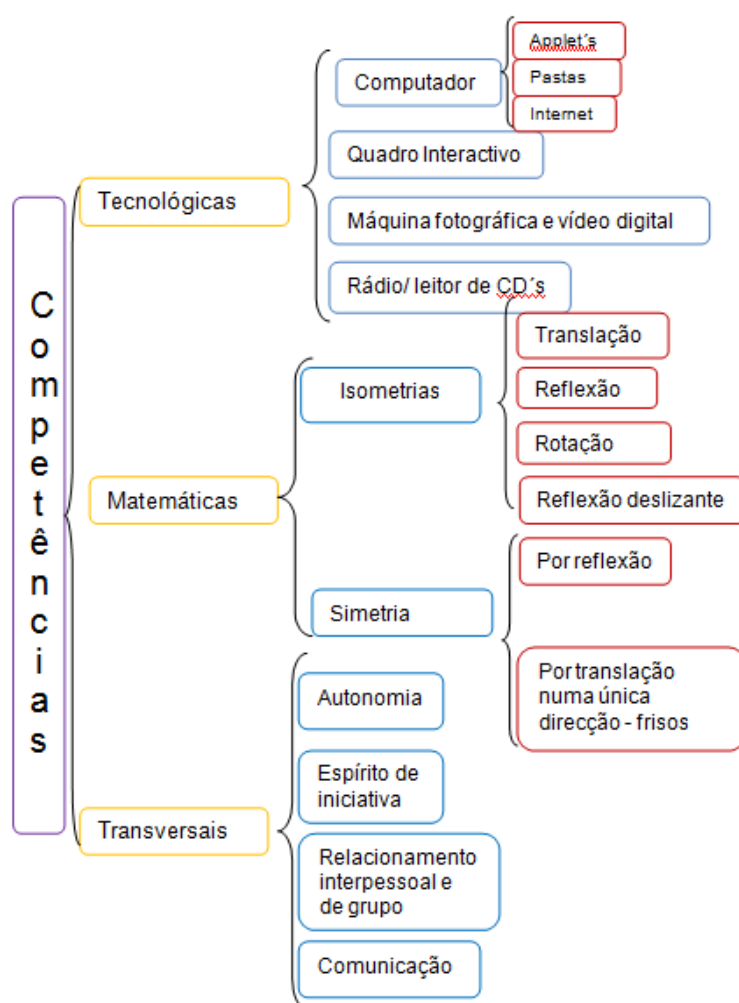 Competências
Tecnológicas
Computador
Applet´s
Pastas
Internet
Quadro Interactivo
Máquina fotográfica e vídeo digital
Rádio/ leitor de CD´s
Matemáticas
Isometrias
Translação
Reflexão
Rotação
Reflexão deslizante
Simetria
Por reflexão
Por translação
numa única
direcção - frisos
Transversais
Autonomia
Espírito de
iniciativa
Relacionamento
interpessoal e
de grupo
Comunicação